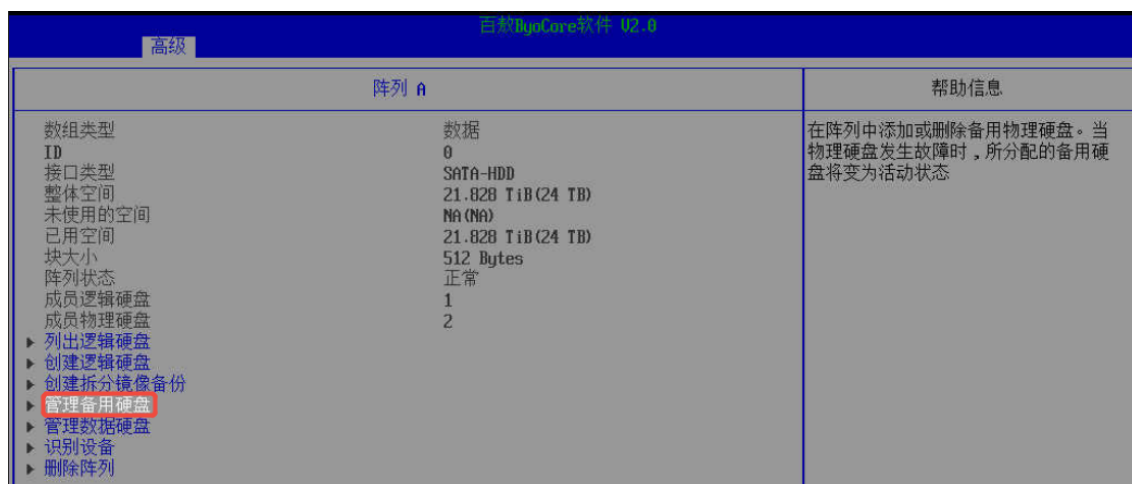 百敖ByoCore软件 V2.0
高级
阵列 A
帮助信息
数组类型 数据
ID 0
接口类型 SATA-HDD
整体空间 21.828 TiB(24 TB)
未使用的空间 NA(NA)
已用空间 21.828 TiB(24 TB)
块大小 512 Bytes
阵列状态 正常
成员逻辑硬盘 1
成员物理硬盘 2
列出逻辑硬盘
创建逻辑硬盘
创建拆分镜像备份
管理备用硬盘
管理数据硬盘
识别设备
删除阵列
在阵列中添加或删除备用物理硬盘。当
物理硬盘发生故障时，所分配的备用硬
盘将变为活动状态